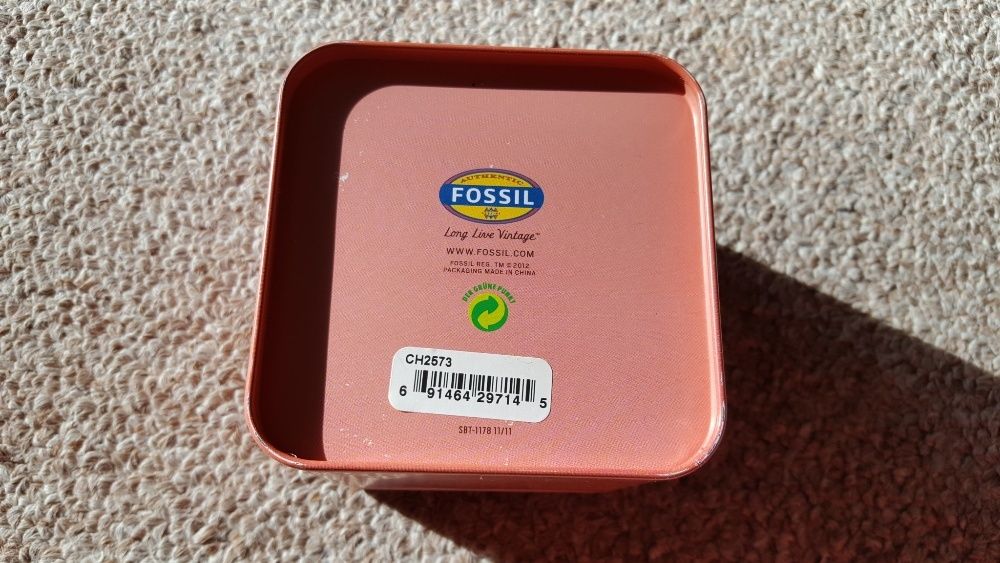 AUTHENTIC
FOSSIL
Long Live Vintage™
WWW.FOSSIL.COM
FOSSIL REG. TM © 2012
PACKAGING MADE IN CHINA
DER GRÜNE PUNKT
CH2573
6 91464 29714 5
SBT-1178 11/11